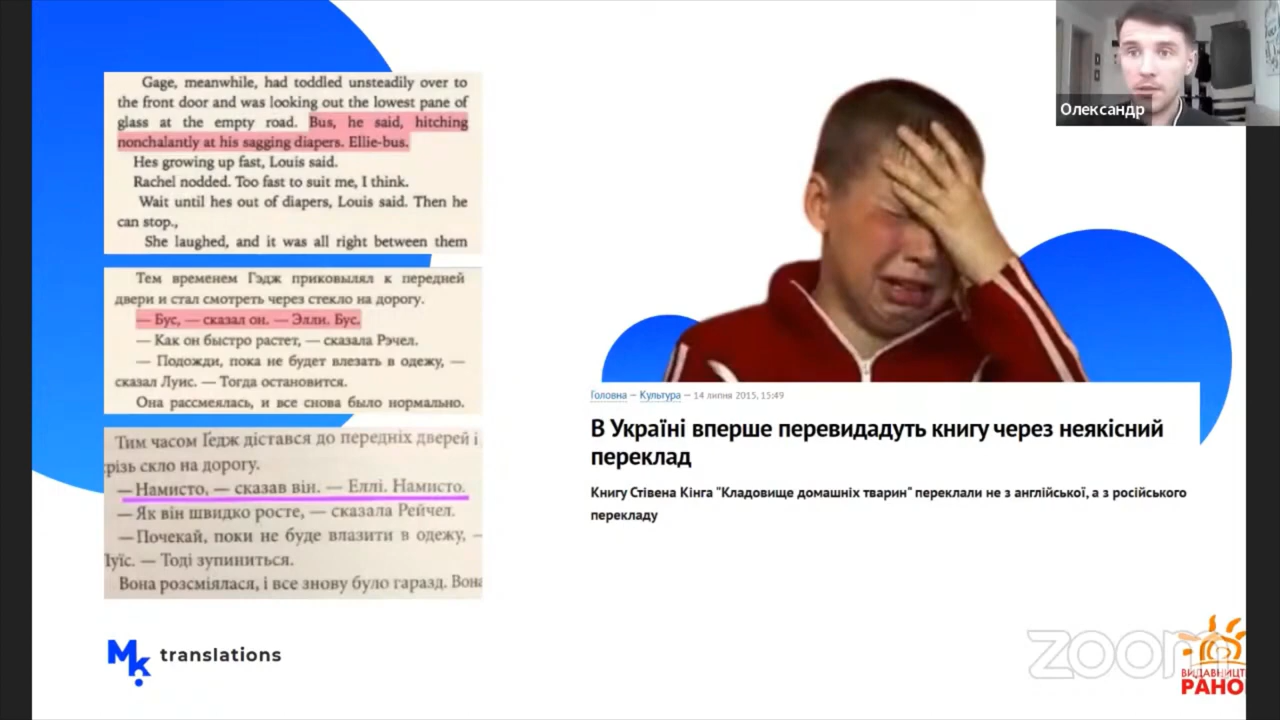 Gage, meanwhile, had toddled unsteadily over to
the front door and was looking out the lowest pane of
glass at the empty road. Bus, he said, hitching
nonchalantly at his sagging diapers. Ellie-bus.
Hes growing up fast, Louis said.
Rachel nodded. Too fast to suit me, I think.
Wait until hes out of diapers, Louis said. Then he
can stop.,
She laughed, and it was all right between them
Тем временем Гэдж приковылял к передней
двери и стал смотреть через стекло на дорогу.
— Бус, — сказал он. — Элли. Бус.
— Как он быстро растет, — сказала Рэчел.
— Подожди, пока не будет влезать в одежу, —
сказал Луис. — Тогда остановится.
Она рассмеялась, и все снова было нормально.
Тим часом Ґедж дістався до передніх дверей і
крізь скло на дорогу.
— Намисто, — сказав він. — Еллі. Намисто.
— Як він швидко росте, — сказала Рейчел.
— Почекай, поки не буде влазити в одежу, —
Луїс. — Тоді зупиниться.
Вона розсміялася, і все знову було гаразд. Вона
Mk translations
Олександр
Головна — Культура — 14 липня 2015, 15:49
В Україні вперше перевидадуть книгу через неякісний
переклад
Книгу Стівена Кінга "Кладовище домашніх тварин" переклали не з англійської, а з російського
перекладу
zoom
ВИДАВНИЦТ
РАНО